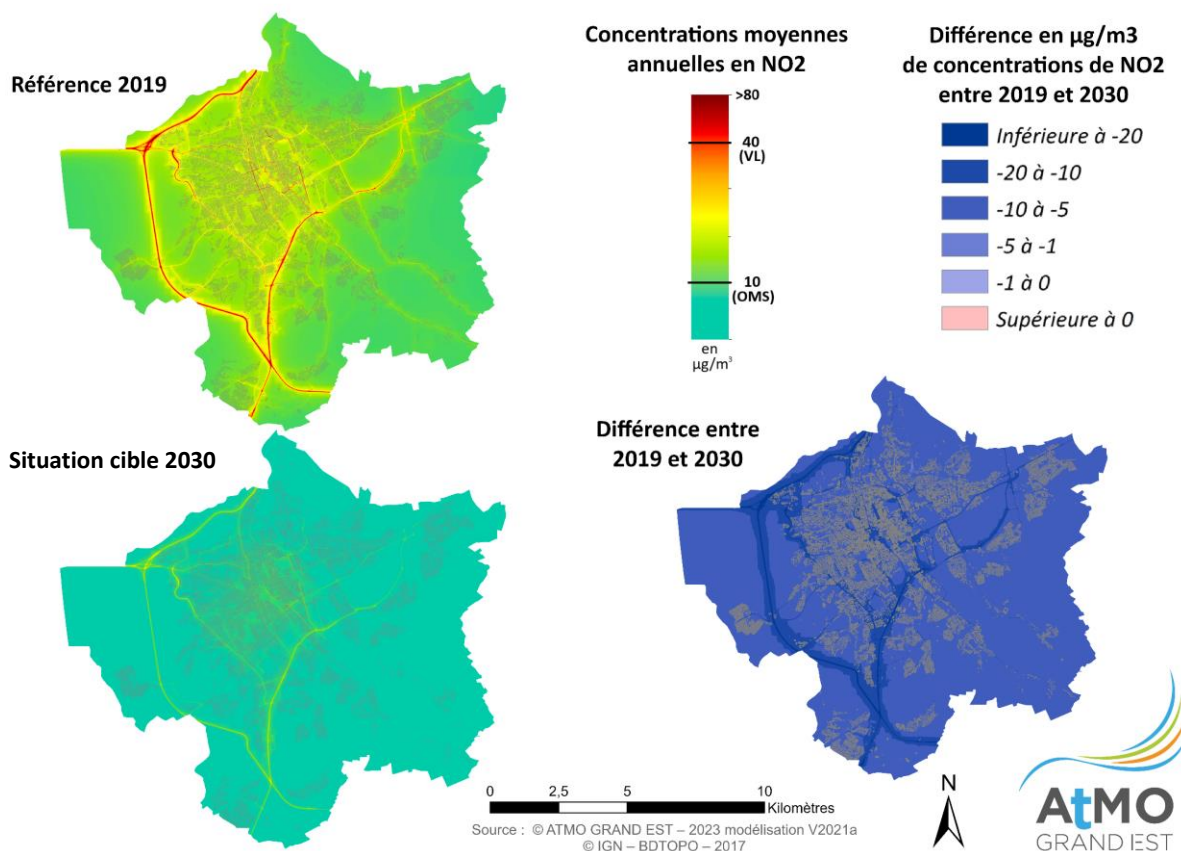 Référence 2019
Concentrations moyennes
annuelles en NO2
>80
40
(VL)
10
(OMS)
en
µg/m³
Différence en µg/m3
de concentrations de NO2
entre 2019 et 2030
Inférieure à -20
-20 à -10
-10 à -5
-5 à -1
-1 à 0
Supérieure à 0
Situation cible 2030
Différence entre
2019 et 2030
0 2,5 5 10
Kilomètres
Source : © ATMO GRAND EST – 2023 modélisation V2021a
© IGN – BDTOPO – 2017
N
AtMO
GRAND EST